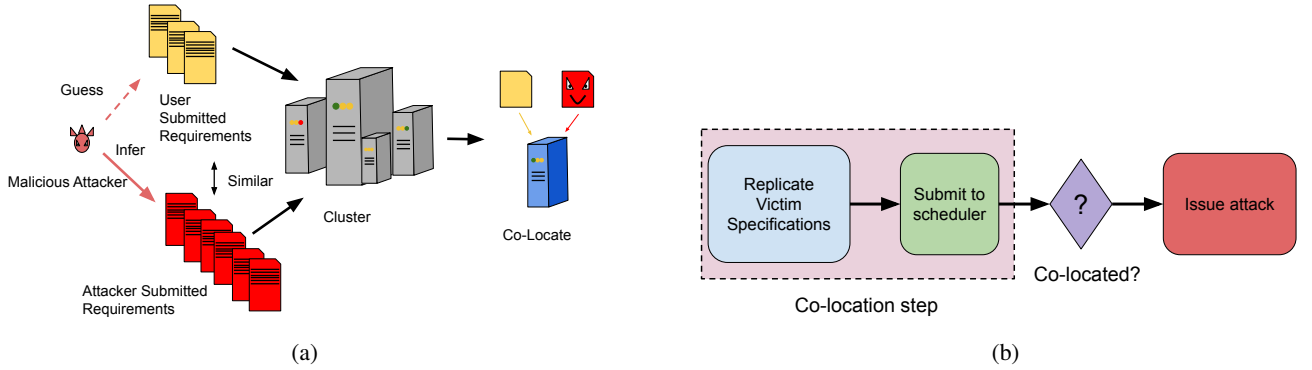 Guess
User
Submitted
Requirements
Infer
Malicious Attacker
Similar
Cluster
Co-Locate
Attacker Submitted
Requirements
(a)
Replicate
Victim
Specifications
Submit to
scheduler
?
Issue attack
Co-located?
Co-location step
(b)